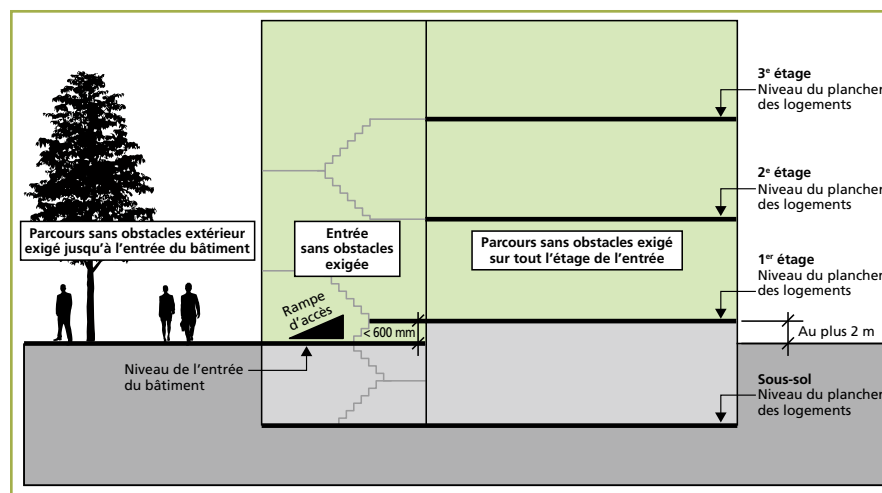 3e étage
Niveau du plancher
des logements
2e étage
Niveau du plancher
des logements
Parcours sans obstacles extérieur
exigé jusqu'à l'entrée du bâtiment
Entrée
sans obstacles
exigée
Parcours sans obstacles exigé
sur tout l'étage de l'entrée
1er étage
Niveau du plancher
des logements
Rampe
d'accès
< 600 mm
Au plus 2 m
Niveau de l'entrée
du bâtiment
Sous-sol
Niveau du plancher
des logements